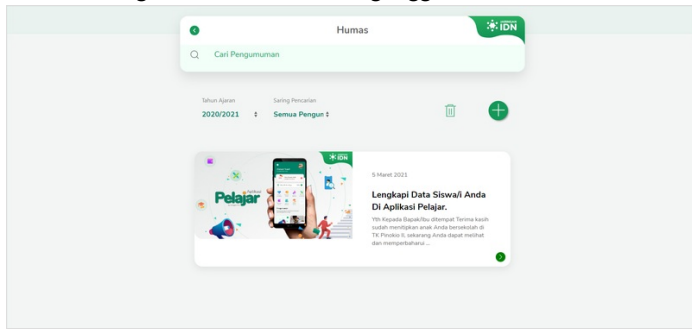 Humas
IDN
Cari Pengumuman
Tahun Ajaran
Saring Pencarian
2020/2021
Semua Pengun
IDN
Aplikasi
Pelajar
5 Maret 2021
Lengkapi Data Siswa/i Anda
Di Aplikasi Pelajar.
Yth Kepada Bapak/Ibu ditempat Terima kasih
sudah menitipkan anak Anda bersekolah di
TK Pinokio II, sekarang Anda dapat melihat
dan memperbaharui ...